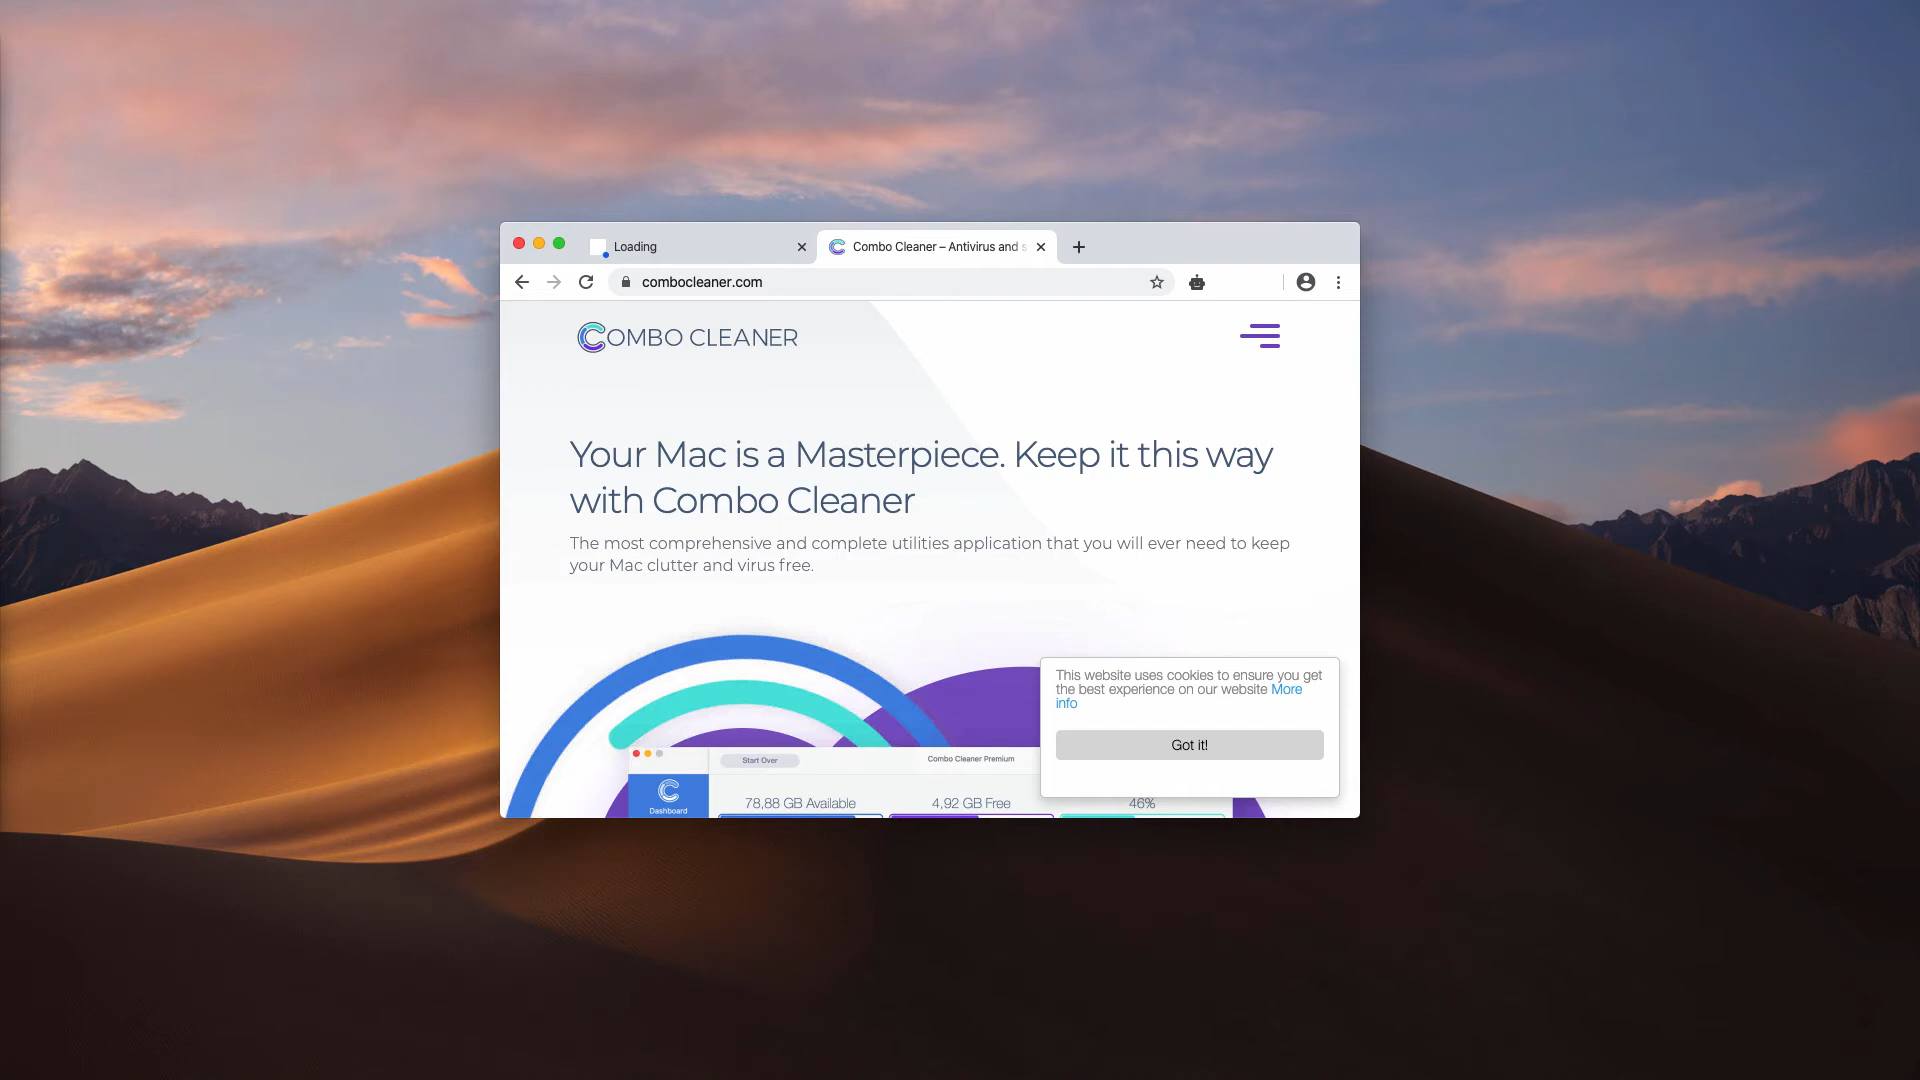 Loading
Combo Cleaner – Antivirus and s
combocleaner.com
COMBO CLEANER
Your Mac is a Masterpiece. Keep it this way
with Combo Cleaner
The most comprehensive and complete utilities application that you will ever need to keep
your Mac clutter and virus free.
This website uses cookies to ensure you get
the best experience on our website More
info
Got it!
Start Over
Combo Cleaner Premium
Dashboard
78,88 GB Available
4,92 GB Free
46%